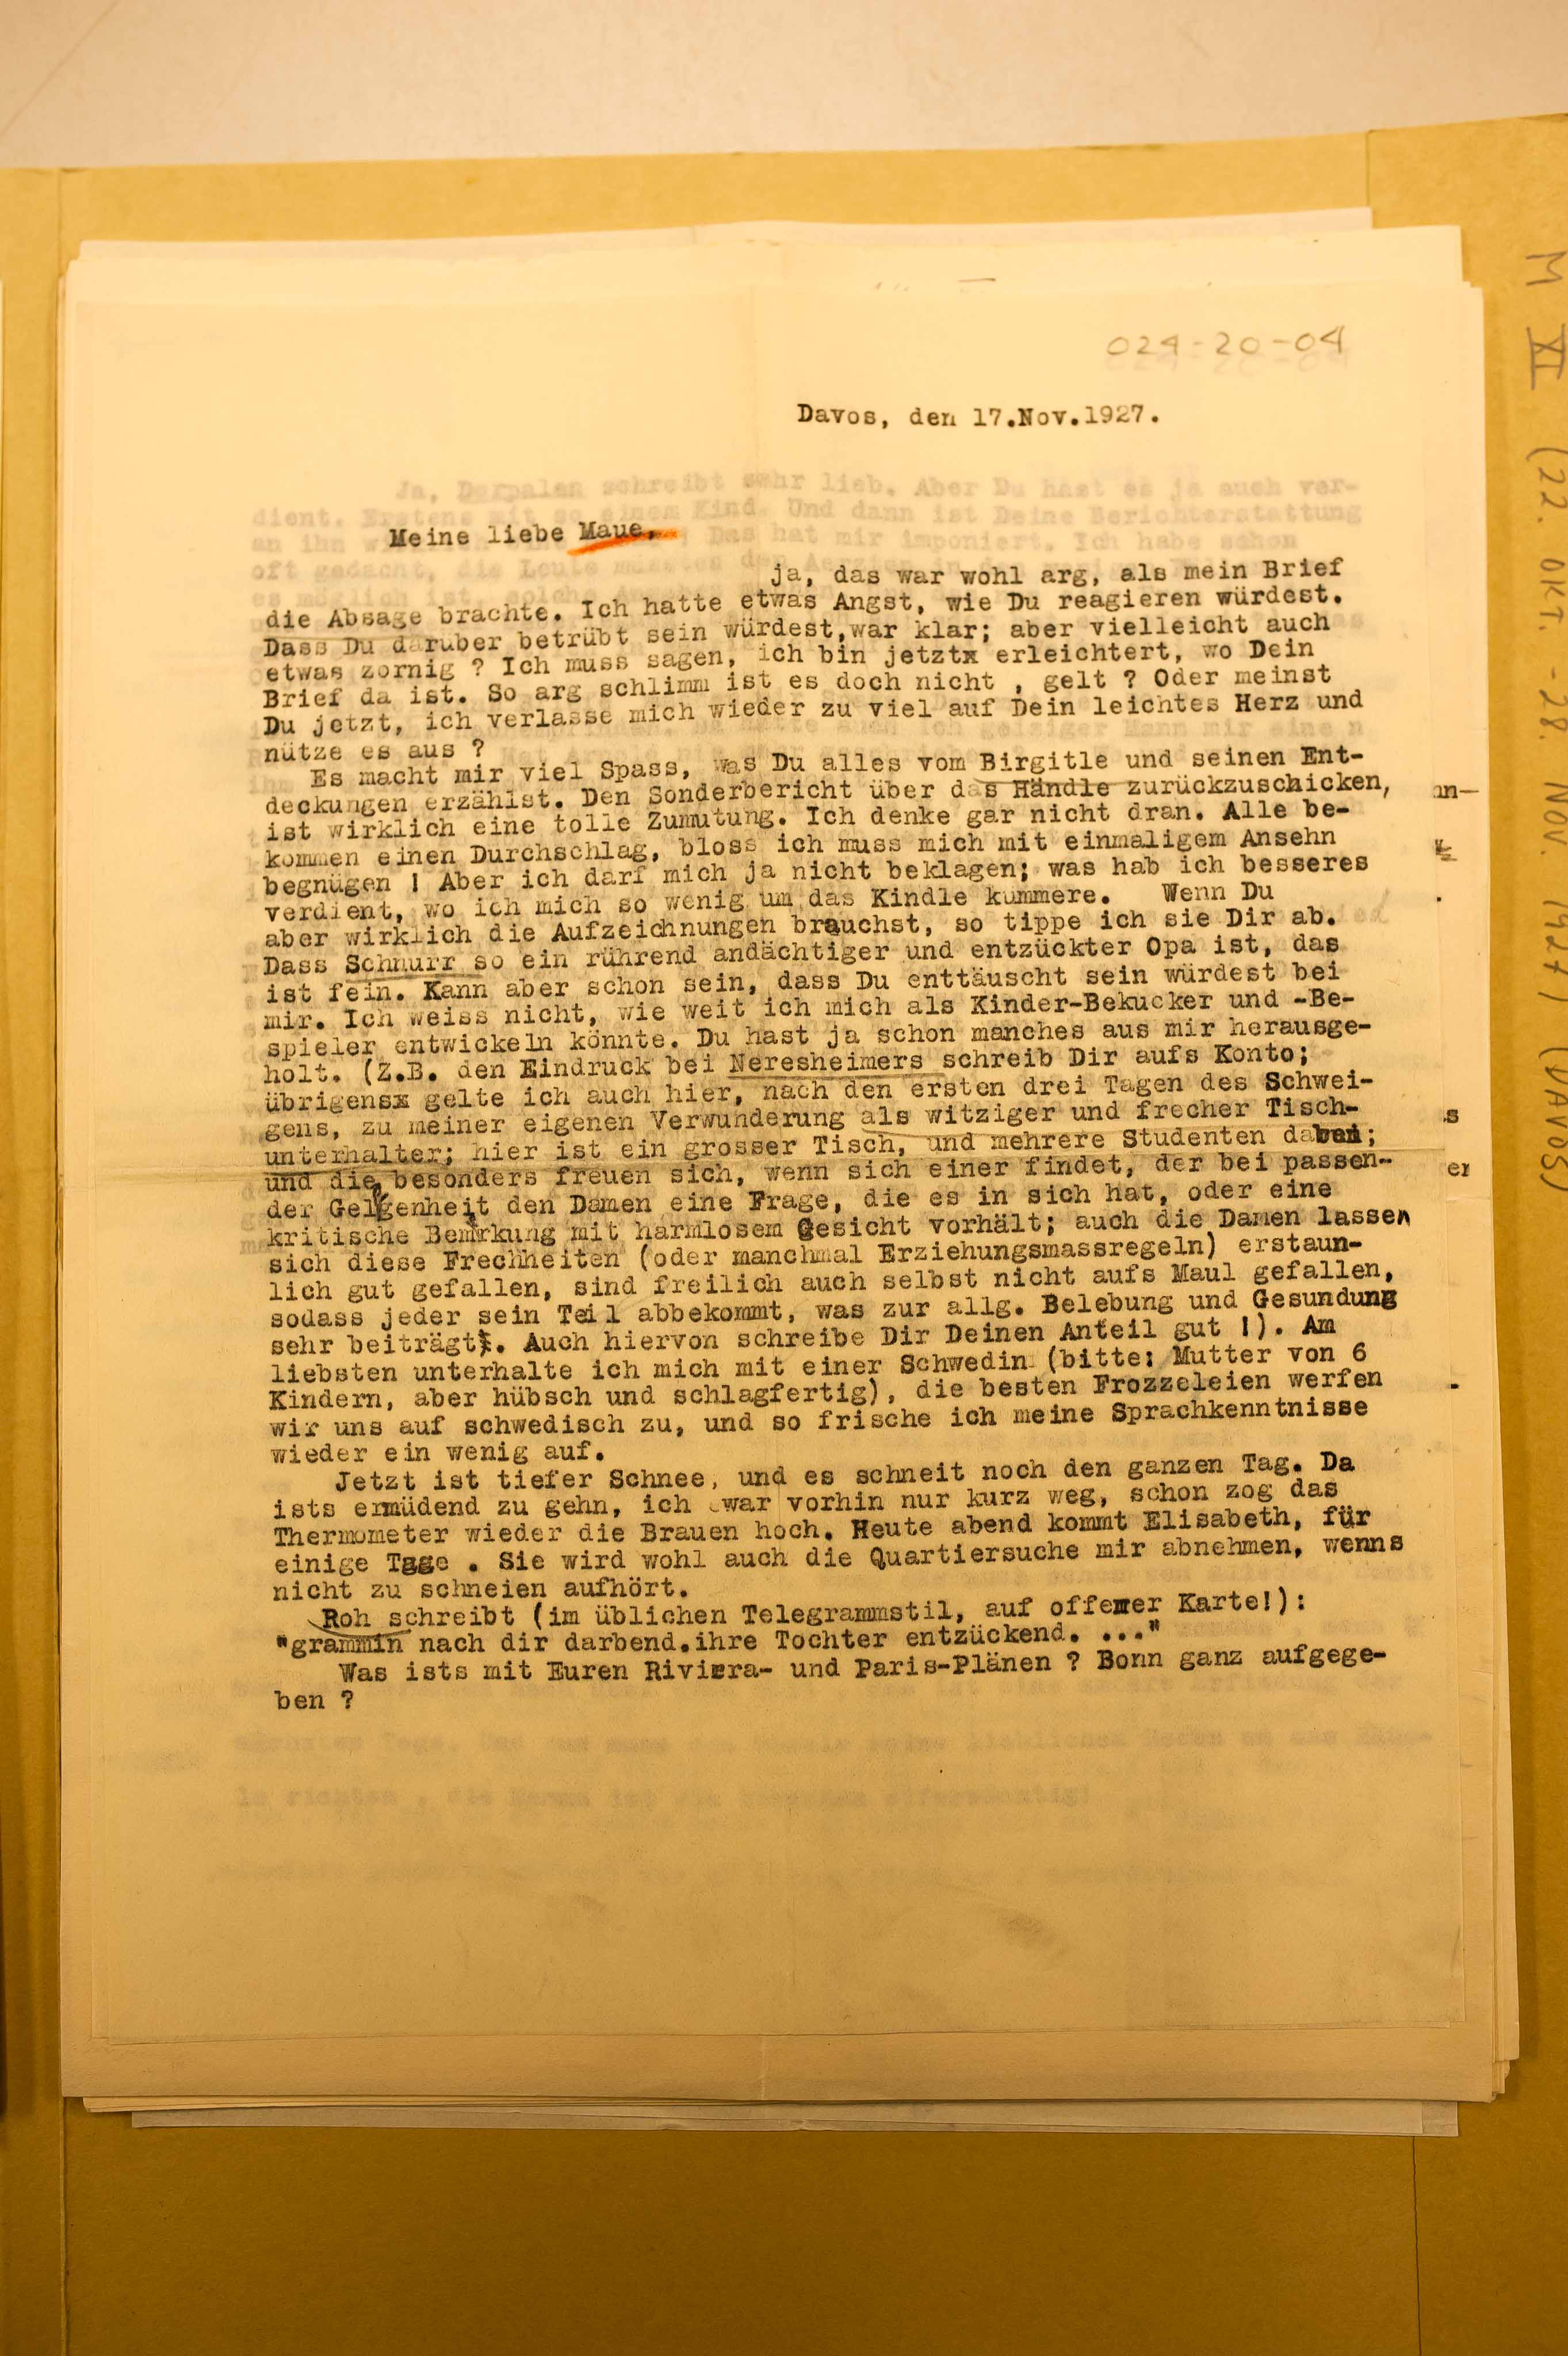 024-20-04
Davos, den 17.Nov.1927.
Meine liebe Maue,
ja, das war wohl arg, als mein Brief
die Absage brachte. Ich hatte etwas Angst, wie Du reagieren würdest.
Dass Du darüber betrübt sein würdest,war klar; aber vielleicht auch
etwas zornig ? Ich muss sagen, ich bin jetztx erleichtert, wo Dein
Brief da ist. So arg schlimm ist es doch nicht , gelt ? Oder meinst
Du jetzt, ich verlasse mich wieder zu viel auf Dein leichtes Herz und
nütze es aus ?
Es macht mir viel Spass, was Du alles vom Birgitle und seinen Ent-
deckungen erzählst. Den Sonderbericht über das Händle zurückzuschicken,
ist wirklich eine tolle Zumutung. Ich denke gar nicht dran. Alle be-
kommen einen Durchschlag, bloss ich muss mich mit einmaligem Ansehn
begnügen ! Aber ich darf mich ja nicht beklagen; was hab ich besseres
verdient, wo ich mich so wenig um das Kindle kümmere. Wenn Du
aber wirklich die Aufzeichnungen brauchst, so tippe ich sie Dir ab.
Dass Schnurr so ein rührend andächtiger und entzückter Opa ist, das
ist fein. Kann aber schon sein, dass Du enttäuscht sein würdest bei
mir. Ich weiss nicht, wie weit ich mich als Kinder-Bekucker und -Be-
spieler entwickeln könnte. Du hast ja schon manches aus mir herausge-
holt. (Z.B. den Eindruck bei Neresheimers schreib Dir aufs Konto;
übrigensx gelte ich auch hier, nach den ersten drei Tagen des Schwei-
gens, zu meiner eigenen Verwunderung als witziger und frecher Tisch-
unterhalter; hier ist ein grosser Tisch, und mehrere Studenten dabei;
und die besonders freuen sich, wenn sich einer findet, der bei passen-
der Gelegenheit den Damen eine Frage, die es in sich hat, oder eine
kritische Bemerkung mit harmlosem Gesicht vorhält; auch die Damen lassen
sich diese Frechheiten (oder manchmal Erziehungsmassregeln) erstaun-
lich gut gefallen, sind freilich auch selbst nicht aufs Maul gefallen,
sodass jeder sein Teil abbekommt, was zur allg. Belebung und Gesundung
sehr beiträgt. Auch hiervon schreibe Dir Deinen Anteil gut !). Am
liebsten unterhalte ich mich mit einer Schwedin (bitte: Mutter von 6
Kindern, aber hübsch und schlagfertig), die besten Frozzeleien werfen
wir uns auf schwedisch zu, und so frische ich meine Sprachkenntnisse
wieder ein wenig auf.
Jetzt ist tiefer Schnee, und es schneit noch den ganzen Tag. Da
ists ermüdend zu gehn, ich war vorhin nur kurz weg, schon zog das
Thermometer wieder die Brauen hoch. Heute abend kommt Elisabeth, für
einige Tage . Sie wird wohl auch die Quartiersuche mir abnehmen, wenns
nicht zu schneien aufhört.
Roh schreibt (im üblichen Telegrammstil, auf offener Karte!):
"grammin nach dir darbend.ihre Tochter entzückend. ..."
Was ists mit Euren Riviera- und Paris-Plänen ? Bonn ganz aufgege-
ben ?
M XI (22. OKT. - 28. NOV. 1927) (DAVOS)